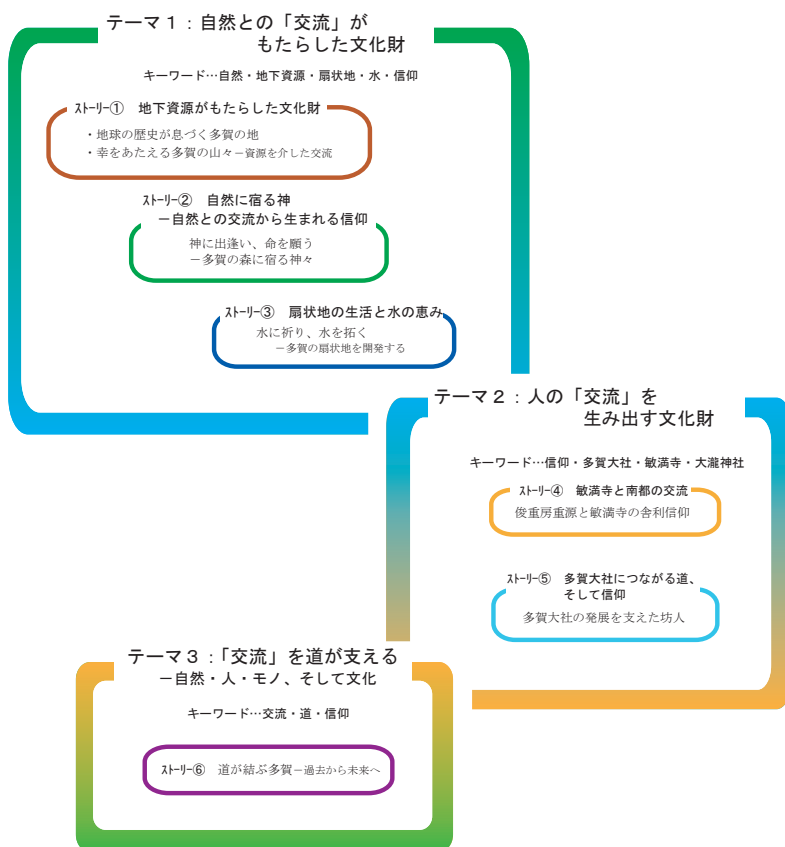 テーマ１：自然との「交流」が
もたらした文化財
キーワード…自然・地下資源・扇状地・水・信仰
ｽﾄｰﾘｰ①　地下資源がもたらした文化財
・地球の歴史が息づく多賀の地
・幸をあたえる多賀の山々－資源を介した交流
ｽﾄｰﾘｰ②　自然に宿る神
－自然との交流から生まれる信仰
神に出逢い、命を願う
－多賀の森に宿る神々
ｽﾄｰﾘｰ③　扇状地の生活と水の恵み
水に祈り、水を拓く
－多賀の扇状地を開発する
テーマ２：人の「交流」を
生み出す文化財
キーワード…信仰・多賀大社・敏満寺・大瀧神社
ｽﾄｰﾘｰ④　敏満寺と南都の交流
俊重房重源と敏満寺の舎利信仰
ｽﾄｰﾘｰ⑤　多賀大社につながる道、
そして信仰
多賀大社の発展を支えた坊人
テーマ３：「交流」を道が支える
－自然・人・モノ、そして文化
キーワード…交流・道・信仰
ｽﾄｰﾘｰ⑥　道が結ぶ多賀－過去から未来へ